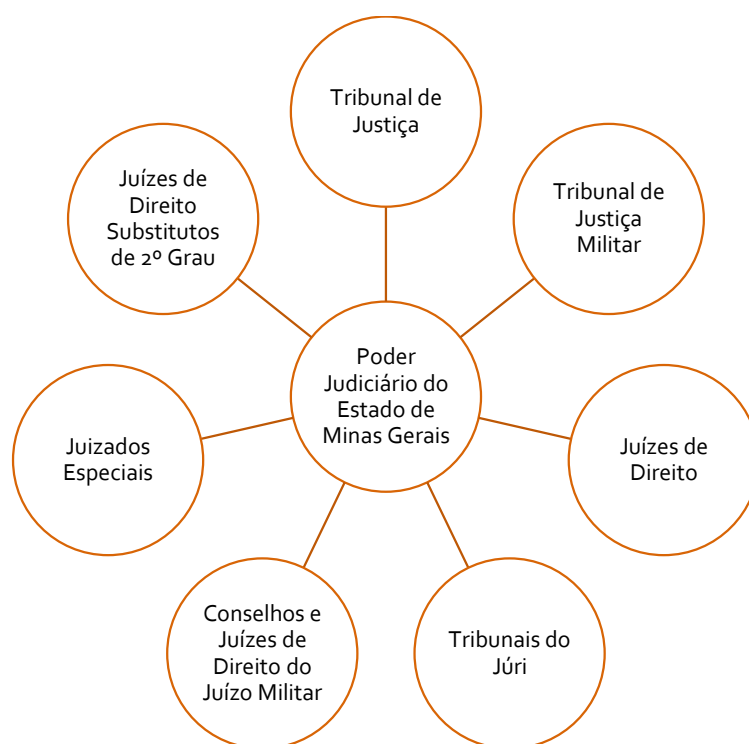 Tribunal de
Justiça
Tribunal de
Justiça
Militar
Juízes de
Direito
Substitutos
de 2º Grau
Poder
Judiciário do
Estado de
Minas Gerais
Juizados
Especiais
Juízes de
Direito
Conselhos e
Juízes de
Direito do
Juízo Militar
Tribunais do
Júri